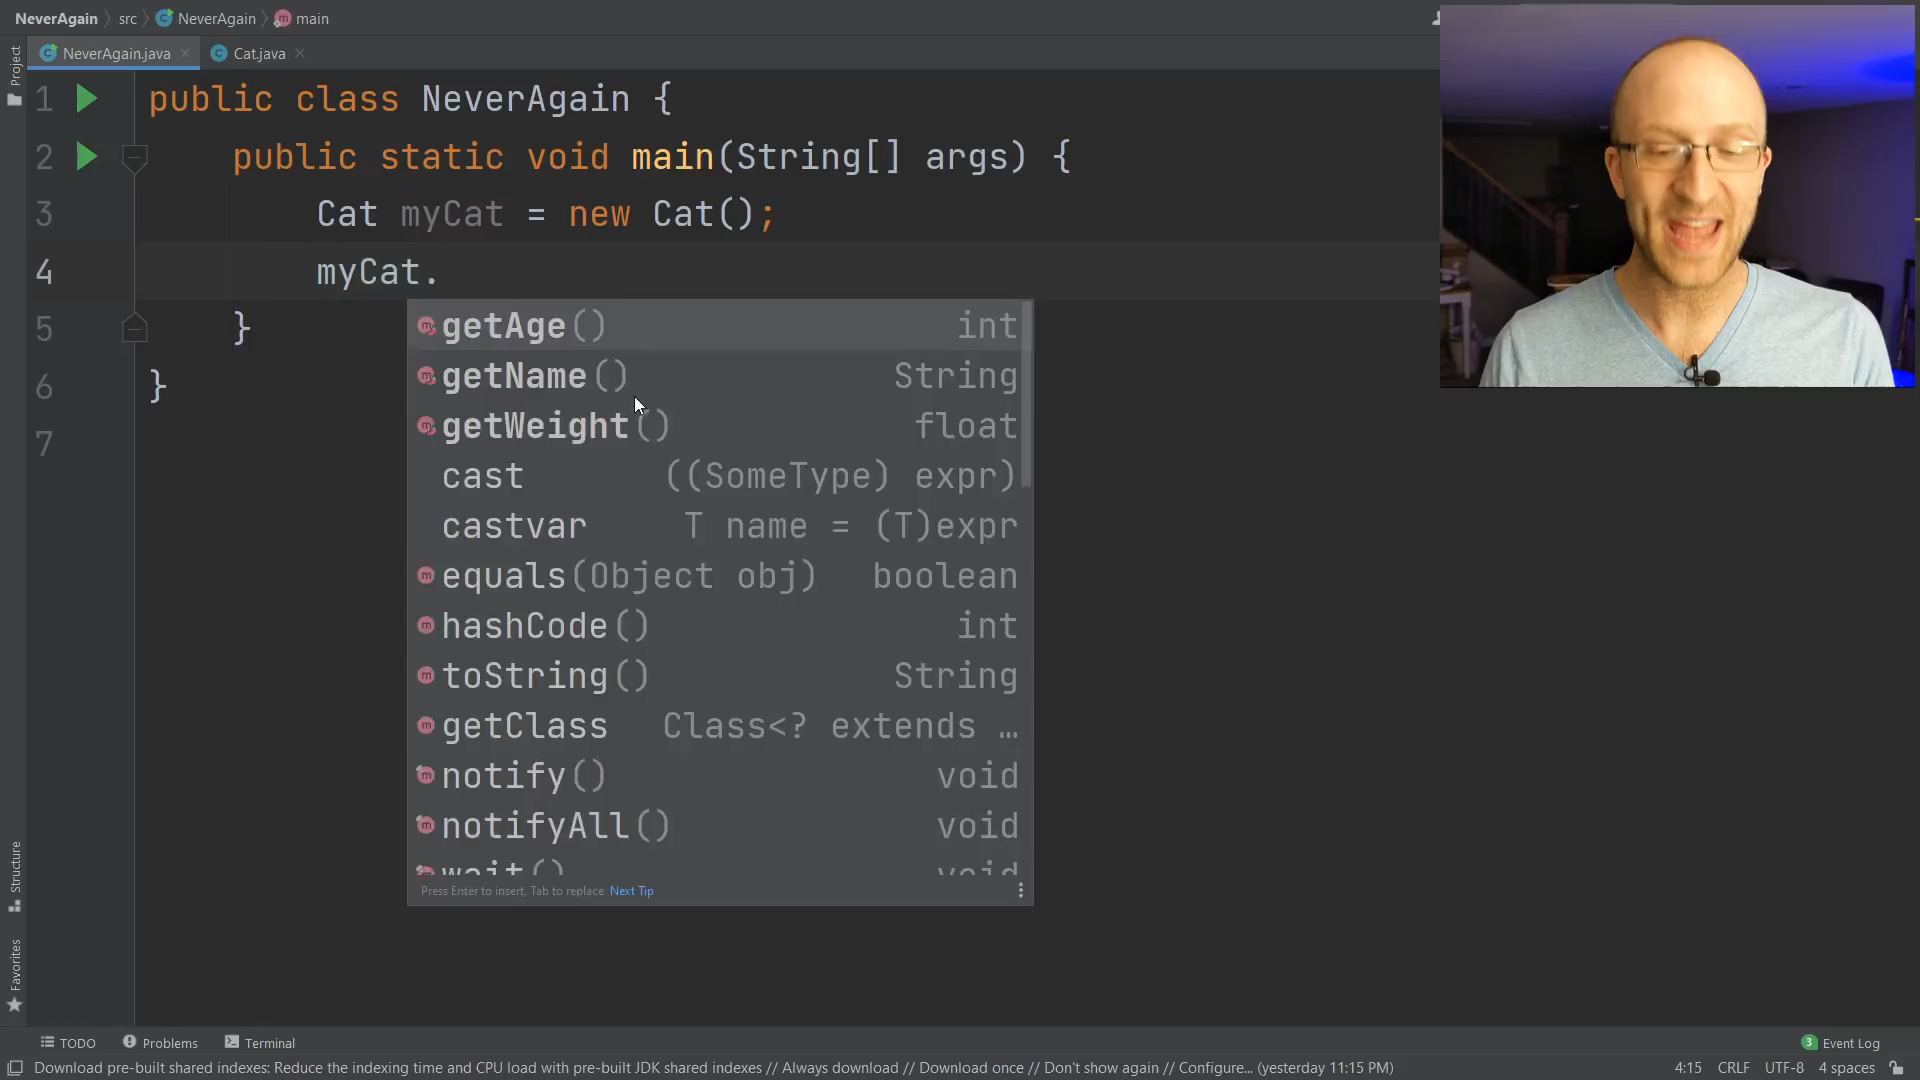 NeverAgain src NeverAgain main
Project
NeverAgain.java Cat.java
1 public class NeverAgain {
2 public static void main(String[] args) {
3 Cat myCat = new Cat();
4 myCat.
5 }
6 }
7
getAge() int
getName() String
getWeight() float
cast ((SomeType) expr)
castvar T name = (T)expr
equals(Object obj) boolean
hashCode() int
toString() String
getClass Class<? extends …
notify() void
notifyAll() void
wait() void
Press Enter to insert, Tab to replace Next Tip
Structure
Favorites
TODO Problems Terminal 3 Event Log
Download pre-built shared indexes: Reduce the indexing time and CPU load with pre-built JDK shared indexes // Always download // Download once // Don't show again // Configure... (yesterday 11:15 PM) 4:15 CRLF UTF-8 4 spaces